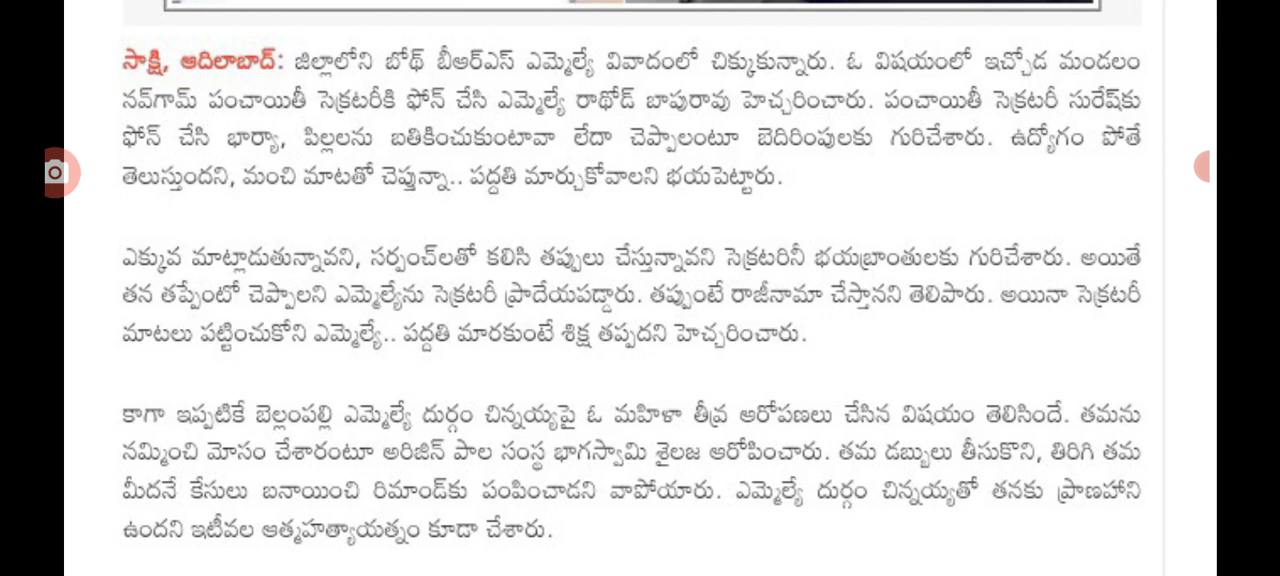 సాక్షి, ఆదిలాబాద్: జిల్లాలోని బోథ్ బీఆర్ఎస్ ఎమ్మెల్యే వివాదంలో చిక్కుకున్నారు. ఓ విషయంలో ఇచ్చోడ మండలం
నవ్‌గామ్ పంచాయితీ సెక్రటరీకి ఫోన్ చేసి ఎమ్మెల్యే రాథోడ్ బాపురావు హెచ్చరించారు. పంచాయితీ సెక్రటరీ సురేష్‌కు
ఫోన్ చేసి భార్యా, పిల్లలను బతికించుకుంటావా లేదా చెప్పాలంటూ బెదిరింపులకు గురిచేశారు. ఉద్యోగం పోతే
తెలుస్తుందని, మంచి మాటతో చెప్తున్నా.. పద్దతి మార్చుకోవాలని భయపెట్టారు.
ఎక్కువ మాట్లాడుతున్నావని, సర్పంచ్‌లతో కలిసి తప్పులు చేస్తున్నావని సెక్రటరినీ భయబ్రాంతులకు గురిచేశారు. అయితే
తన తప్పేంటో చెప్పాలని ఎమ్మెల్యేను సెక్రటరీ ప్రాదేయపడ్డారు. తప్పుంటే రాజీనామా చేస్తానని తెలిపారు. అయినా సెక్రటరీ
మాటలు పట్టించుకోని ఎమ్మెల్యే.. పద్దతి మారకుంటే శిక్ష తప్పదని హెచ్చరించారు.
కాగా ఇప్పటికే బెల్లంపల్లి ఎమ్మెల్యే దుర్గం చిన్నయ్యపై ఓ మహిళా తీవ్ర ఆరోపణలు చేసిన విషయం తెలిసిందే. తమను
నమ్మించి మోసం చేశారంటూ అరిజిన్ పాల సంస్థ భాగస్వామి శైలజ ఆరోపించారు. తమ డబ్బులు తీసుకొని, తిరిగి తమ
మీదనే కేసులు బనాయించి రిమాండ్‌కు పంపించాడని వాపోయారు. ఎమ్మెల్యే దుర్గం చిన్నయ్యతో తనకు ప్రాణహాని
ఉందని ఇటీవల ఆత్మహత్యాయత్నం కూడా చేశారు.